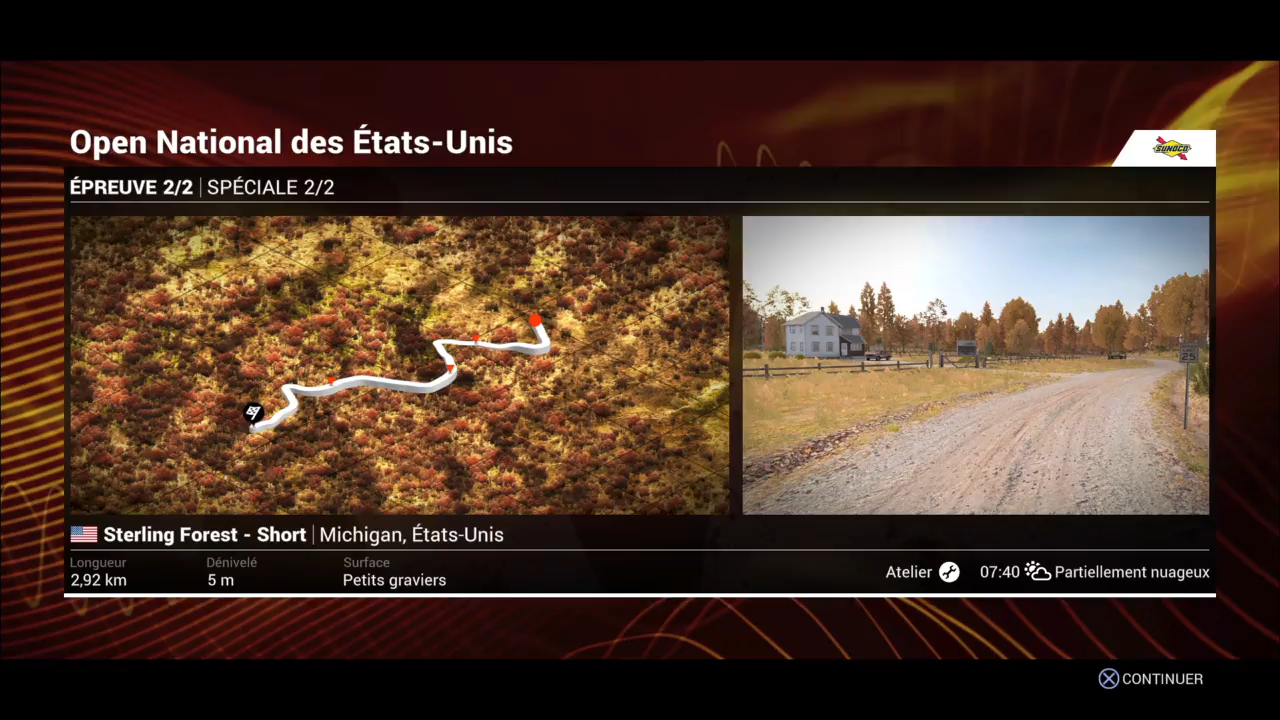 Open National des États-Unis
SUNOCO
ÉPREUVE 2/2 | SPÉCIALE 2/2
25
Sterling Forest - Short | Michigan, États-Unis
Longueur Dénivelé Surface
2,92 km 5 m Petits graviers
Atelier 07:40 Partiellement nuageux
CONTINUER